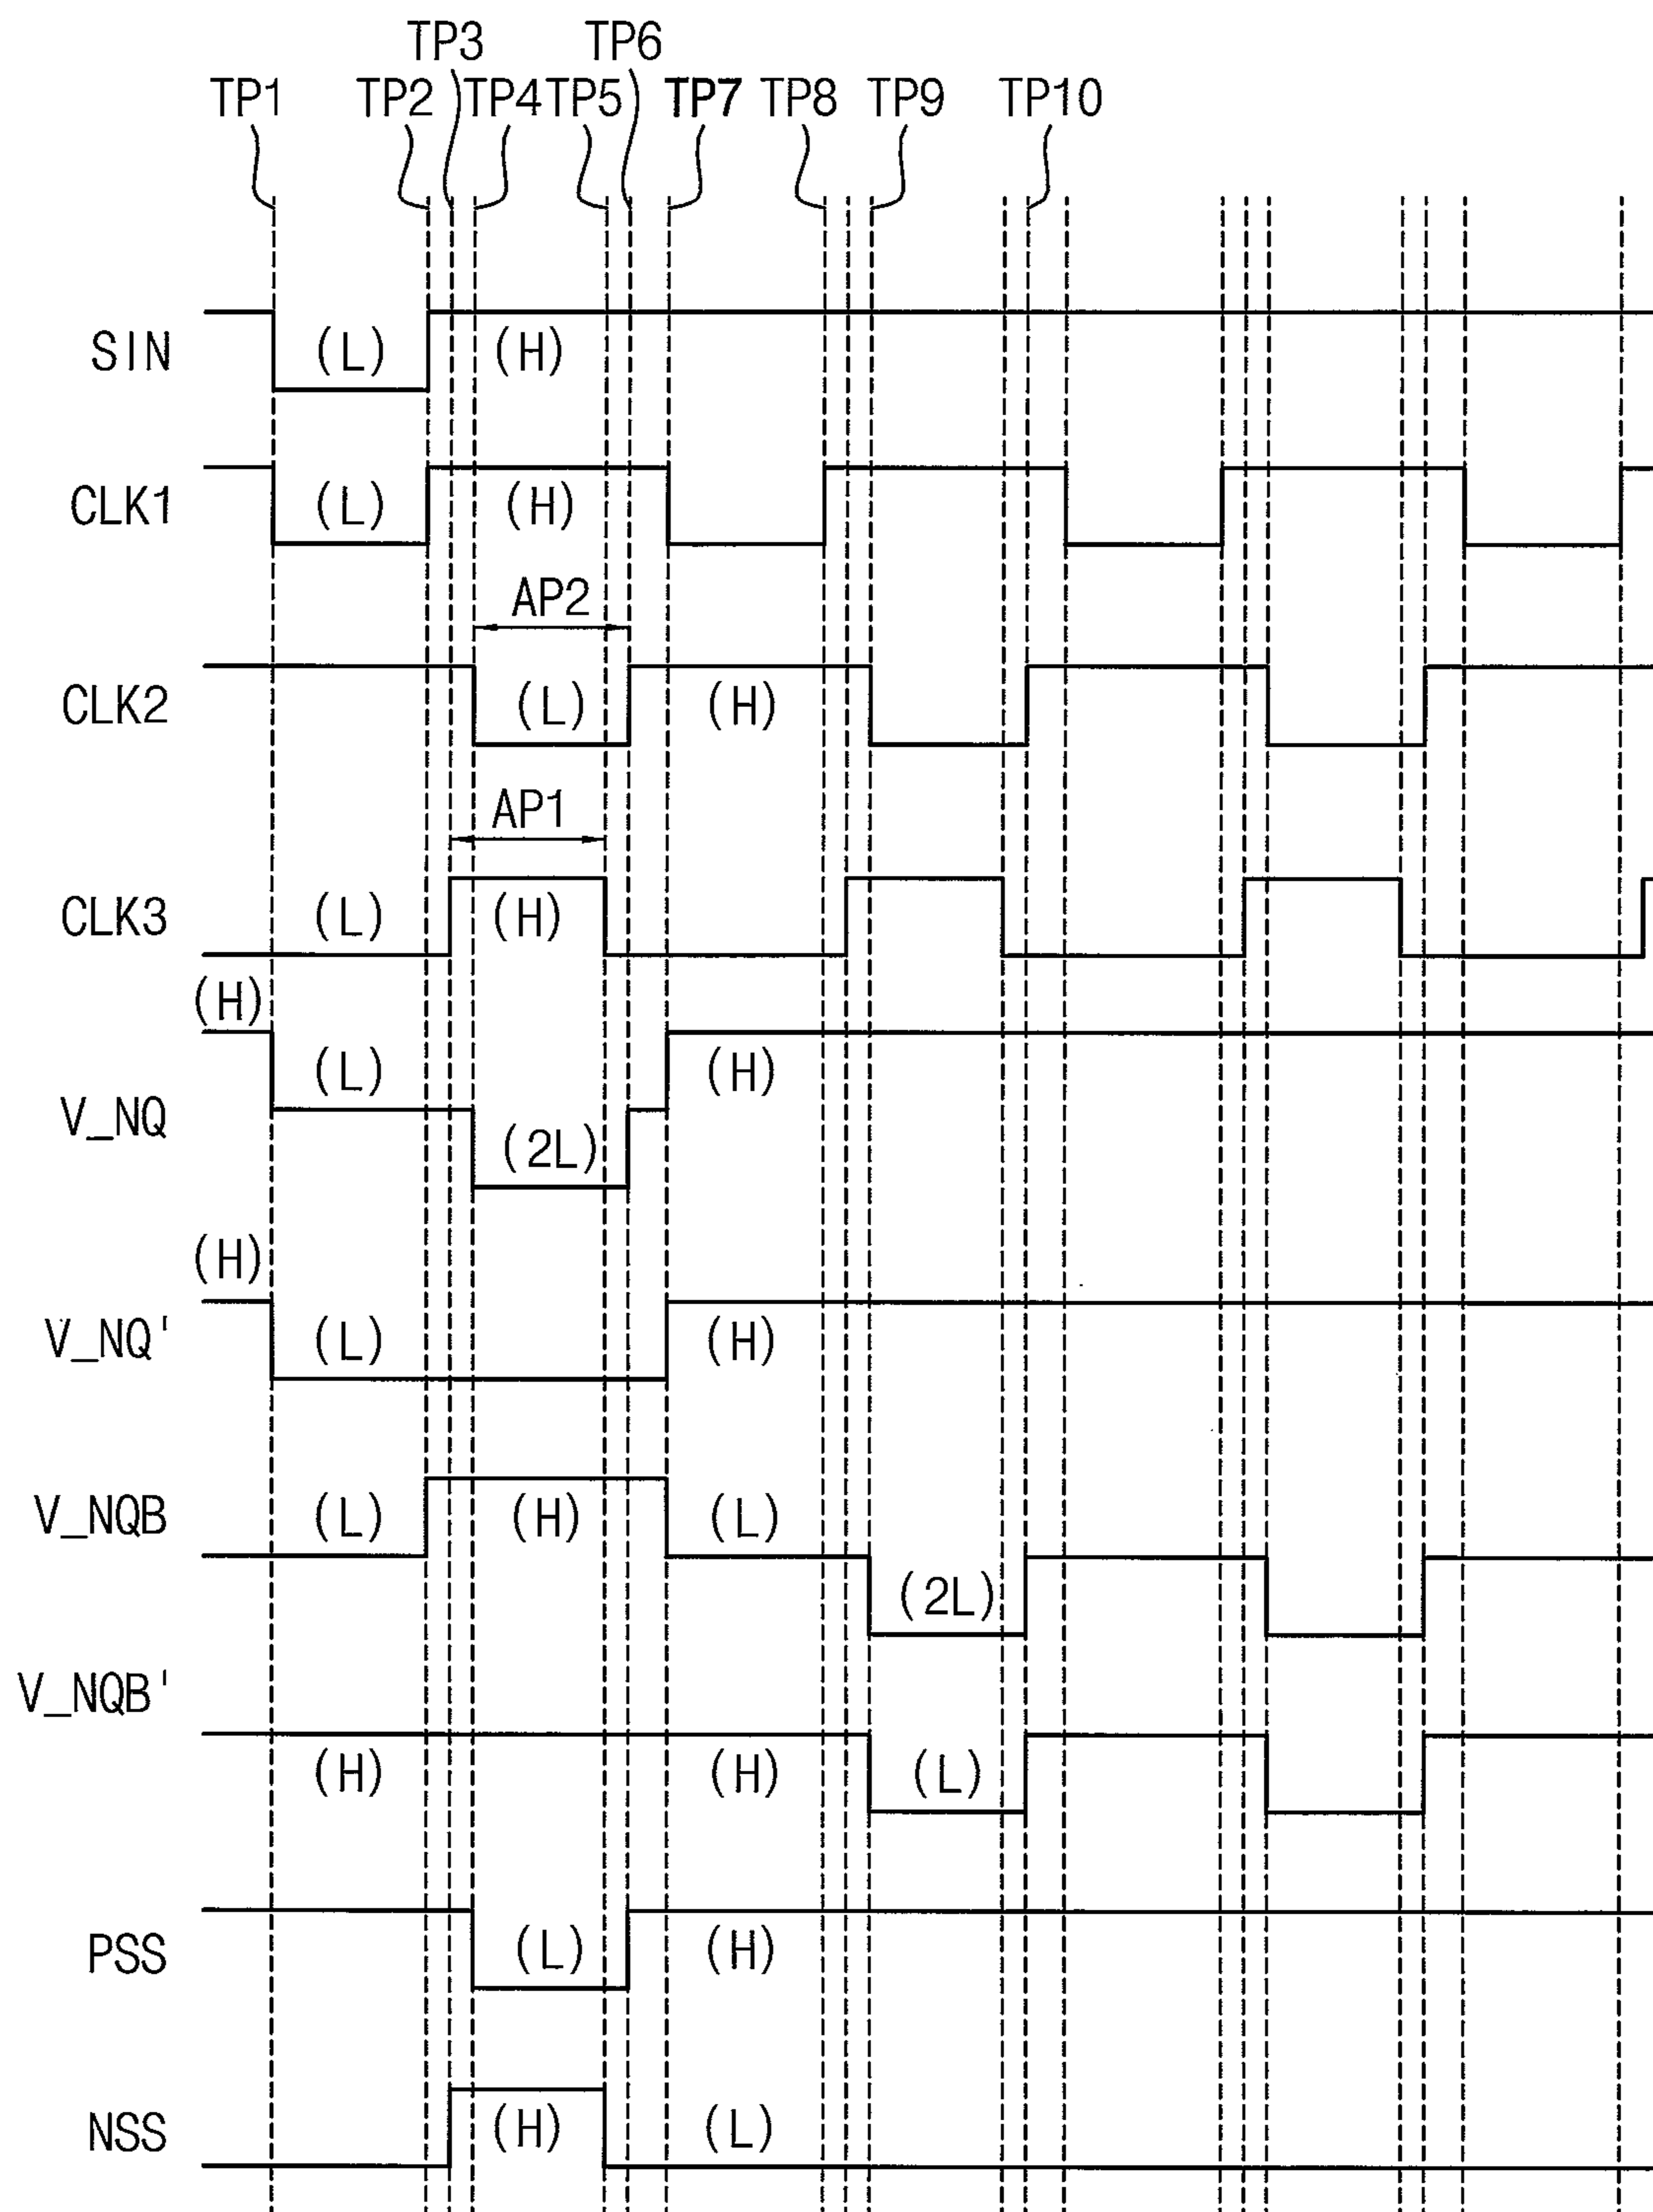 TP3 TP6
TP1 TP2 TP4 TP5 TP7 TP8 TP9 TP10
SIN (L) (H)
CLK1 (L) (H)
AP2
CLK2 (L) (H)
AP1
CLK3 (L) (H)
(H)
(L) (H)
V_NQ
(2L)
(H)
V_NQ' (L) (H)
V_NQB (L) (H) (L)
(2L)
V_NQB'
(H) (H) (L)
PSS (L) (H)
NSS (H) (L)